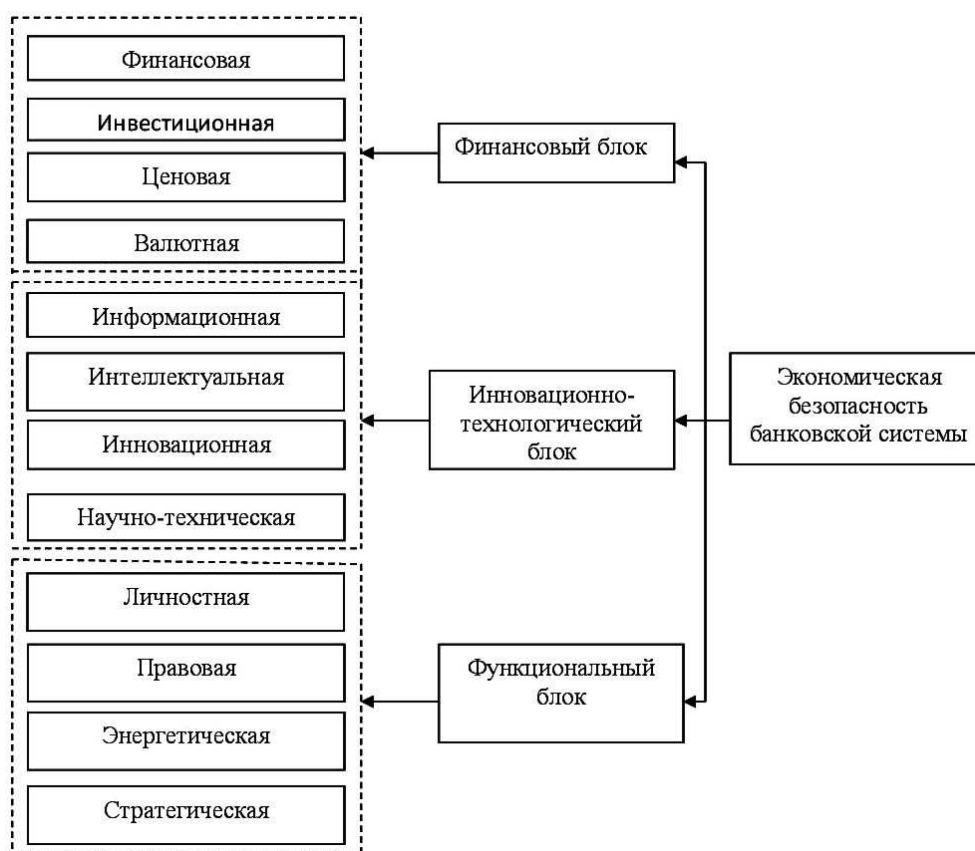 Финансовая
Инвестиционная
Ценовая
Валютная
Финансовый блок
Информационная
Интеллектуальная
Инновационная
Научно-техническая
Инновационно-
технологический
блок
Экономическая
безопасность
банковской системы
Личностная
Правовая
Энергетическая
Стратегическая
Функциональный
блок